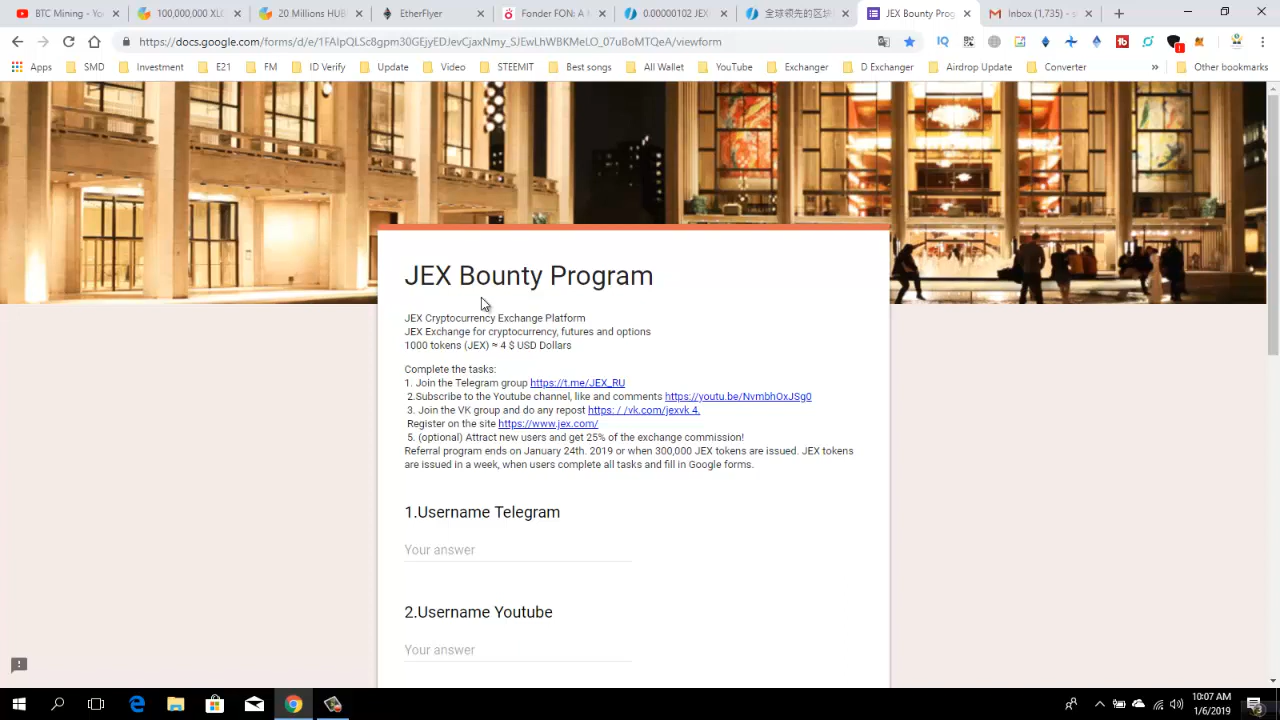 BTC Mining - Yo
100,000,000 XLM
20 Millions HUB
EtherFlyer
Fonder FON: A
0.00000102 JEX
全球领先的区块
JEX Bounty Prog
Inbox (1,735) - s
https://docs.google.com/forms/d/e/
/viewform
Apps
SMD
Investment
E21
FM
ID Verify
Update
Video
STEEMIT
Best songs
All Wallet
YouTube
Exchanger
D Exchanger
Airdrop Update
Converter
»
Other bookmarks
JEX Bounty Program
JEX Cryptocurrency Exchange Platform
JEX Exchange for cryptocurrency, futures and options
1000 tokens (JEX) ≈ 4 $ USD Dollars
Complete the tasks:
1. Join the Telegram group https://t.me/JEX_RU
2.Subscribe to the Youtube channel, like and comments https://youtu.be/NvmbhOxJSg0
3. Join the VK group and do any repost https: / /vk.com/jexvk 4.
Register on the site https://www.jex.com/
5. (optional) Attract new users and get 25% of the exchange commission!
Referral program ends on January 24th. 2019 or when 300,000 JEX tokens are issued. JEX tokens
are issued in a week, when users complete all tasks and fill in Google forms.
1.Username Telegram
Your answer
2.Username Youtube
Your answer
10:07 AM
1/6/2019